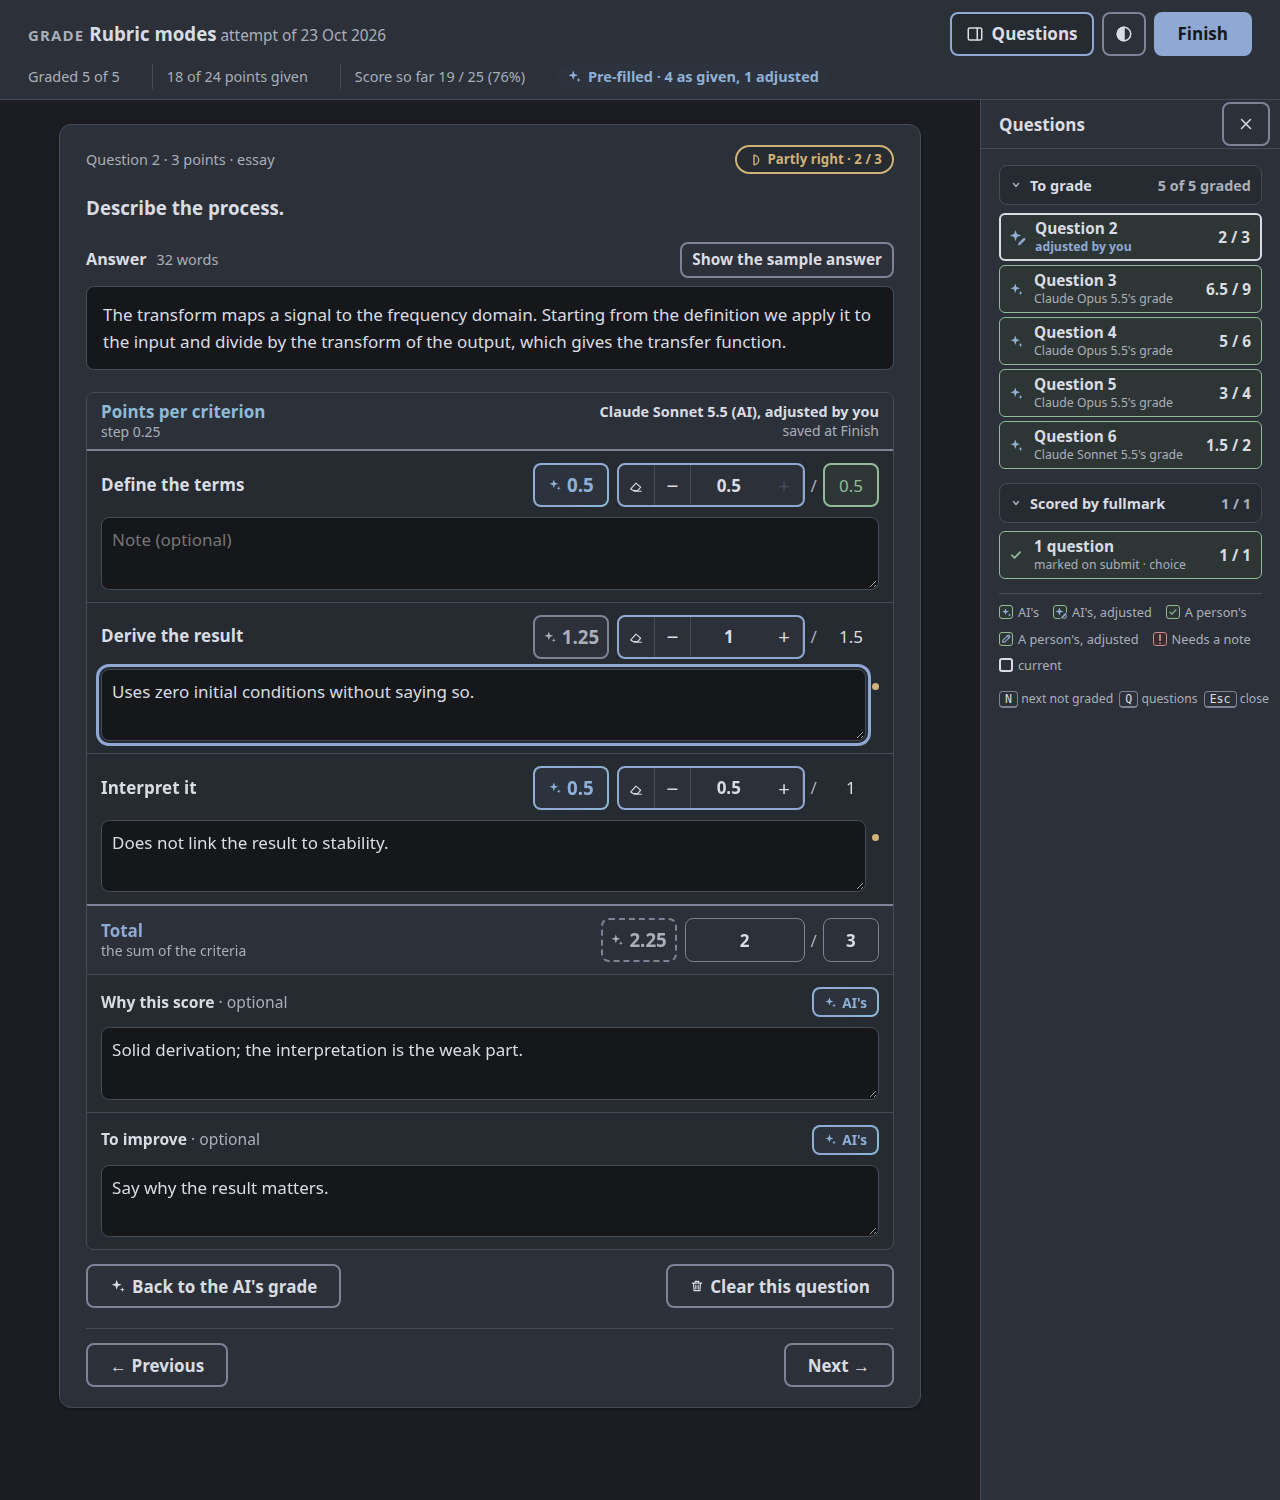 GRADE Rubric modes attempt of 23 Oct 2026
Questions
Finish
Graded 5 of 5
18 of 24 points given
Score so far 19 / 25 (76%)
Pre-filled · 4 as given, 1 adjusted
Question 2 · 3 points · essay
Partly right · 2 / 3
Describe the process.
Answer 32 words
Show the sample answer
The transform maps a signal to the frequency domain. Starting from the definition we apply it to
the input and divide by the transform of the output, which gives the transfer function.
Points per criterion
step 0.25
Claude Sonnet 5.5 (AI), adjusted by you
saved at Finish
Define the terms
0.5
− 0.5 +
/ 0.5
Note (optional)
Derive the result
1.25
− 1 +
/ 1.5
Uses zero initial conditions without saying so.
Interpret it
0.5
− 0.5 +
/ 1
Does not link the result to stability.
Total
the sum of the criteria
2.25
2
/ 3
Why this score · optional
AI's
Solid derivation; the interpretation is the weak part.
To improve · optional
AI's
Say why the result matters.
Back to the AI's grade
Clear this question
← Previous
Next →
Questions
To grade
5 of 5 graded
Question 2
adjusted by you
2 / 3
Question 3
Claude Opus 5.5's grade
6.5 / 9
Question 4
Claude Opus 5.5's grade
5 / 6
Question 5
Claude Opus 5.5's grade
3 / 4
Question 6
Claude Sonnet 5.5's grade
1.5 / 2
Scored by fullmark
1 / 1
1 question
marked on submit · choice
1 / 1
AI's
AI's, adjusted
A person's
A person's, adjusted
! Needs a note
current
N next not graded Q questions Esc close